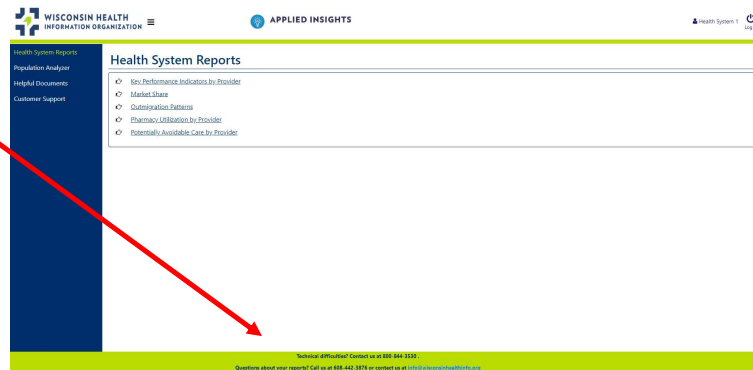 WISCONSIN HEALTH
INFORMATION ORGANIZATION
APPLIED INSIGHTS
Health System 1
Log
Health System Reports
Population Analyzer
Helpful Documents
Customer Support
Health System Reports
Key Performance Indicators by Provider
Market Share
Outmigration Patterns
Pharmacy Utilization by Provider
Potentially Avoidable Care by Provider
Technical difficulties? Contact us at 800-844-3530 .
Questions about your reports? Call us at 608-442-3876 or contact us at info@wisconsinhealthinfo.org